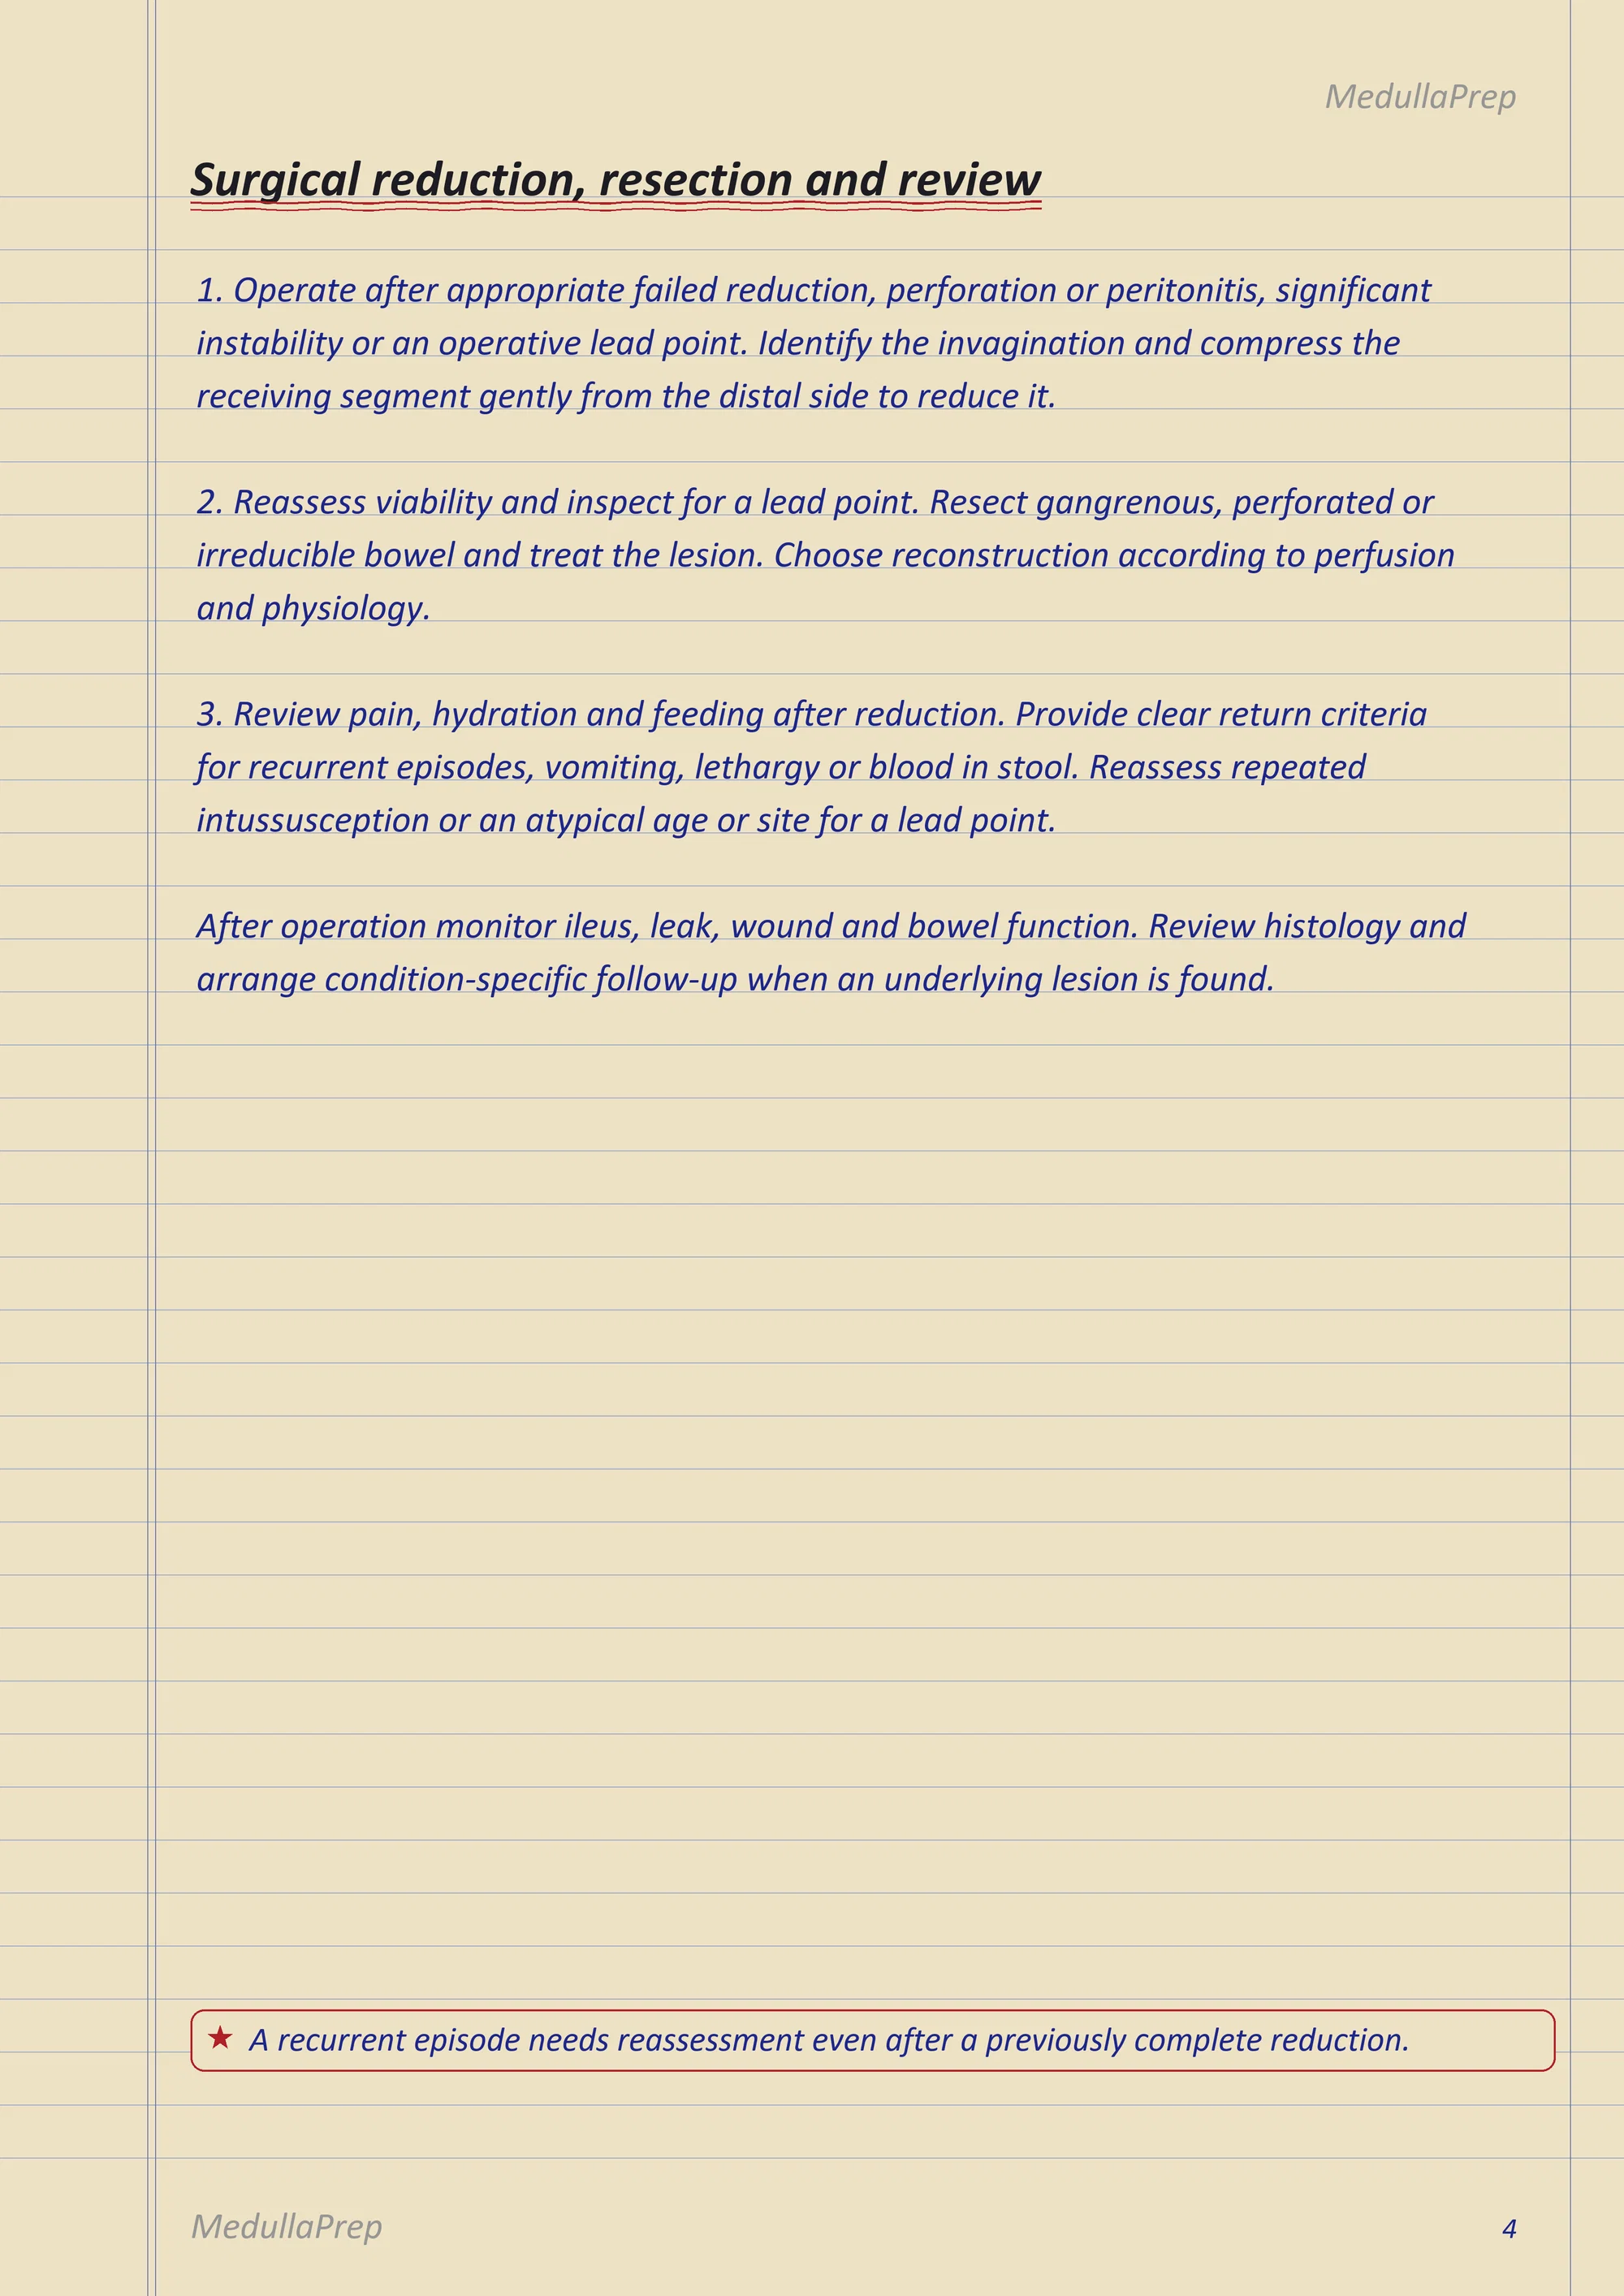 MedullaPrep
Surgical reduction, resection and review
1. Operate after appropriate failed reduction, perforation or peritonitis, significant
instability or an operative lead point. Identify the invagination and compress the
receiving segment gently from the distal side to reduce it.
2. Reassess viability and inspect for a lead point. Resect gangrenous, perforated or
irreducible bowel and treat the lesion. Choose reconstruction according to perfusion
and physiology.
3. Review pain, hydration and feeding after reduction. Provide clear return criteria
for recurrent episodes, vomiting, lethargy or blood in stool. Reassess repeated
intussusception or an atypical age or site for a lead point.
After operation monitor ileus, leak, wound and bowel function. Review histology and
arrange condition-specific follow-up when an underlying lesion is found.
★ A recurrent episode needs reassessment even after a previously complete reduction.
MedullaPrep
4